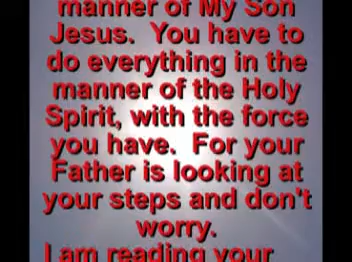 manner of My Son
Jesus.  You have to
do everything in the
manner of the Holy
Spirit, with the force
you have.  For your
Father is looking at
your steps and don't
worry.
I am reading your